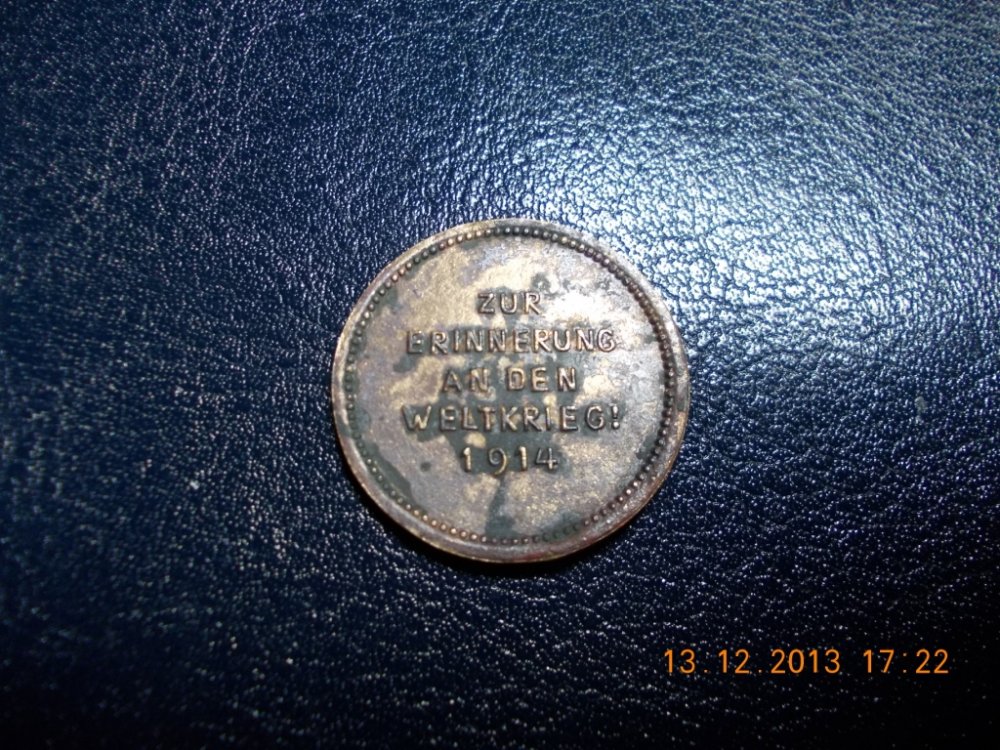 ZUR
ERINNERUNG
AN DEN
WELTKRIEG!
1914
13.12.2013 17:22